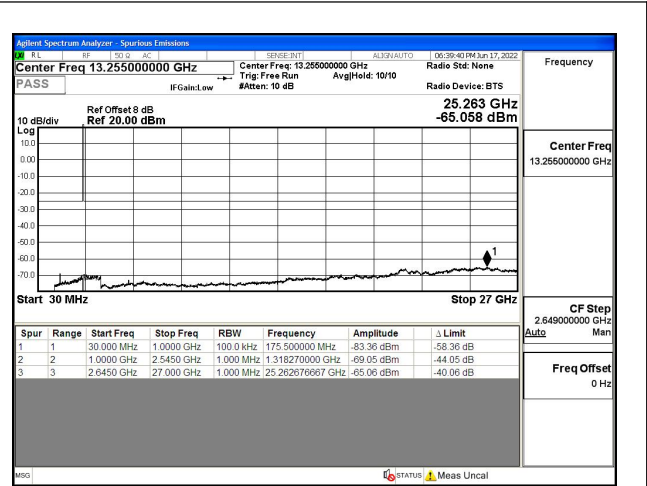 Agilent Spectrum Analyzer - Spurious Emissions
RL RF 50 Ω AC SENSE:INT ALIGN AUTO 06:39:40 PM Jun 17, 2022
Center Freq 13.255000000 GHz Center Freq: 13.255000000 GHz Radio Std: None
Trig: Free Run Avg|Hold: 10/10
PASS IFGain:Low #Atten: 10 dB Radio Device: BTS
Frequency
Ref Offset 8 dB 25.263 GHz
10 dB/div Ref 20.00 dBm -65.058 dBm
Log
10.0
0.00
-10.0
-20.0
-30.0
-40.0
-50.0
-60.0
-70.0
1
Start 30 MHz Stop 27 GHz
Spur Range Start Freq Stop Freq RBW Frequency Amplitude Δ Limit
1 1 30.000 MHz 1.0000 GHz 100.0 kHz 175.500000 MHz -83.36 dBm -58.36 dB
2 2 1.0000 GHz 2.5450 GHz 1.000 MHz 1.318270000 GHz -69.05 dBm -44.05 dB
3 3 2.6450 GHz 27.000 GHz 1.000 MHz 25.262676667 GHz -65.06 dBm -40.06 dB
Center Freq
13.255000000 GHz
CF Step
2.649000000 GHz
Auto Man
Freq Offset
0 Hz
MSG STATUS Meas Uncal